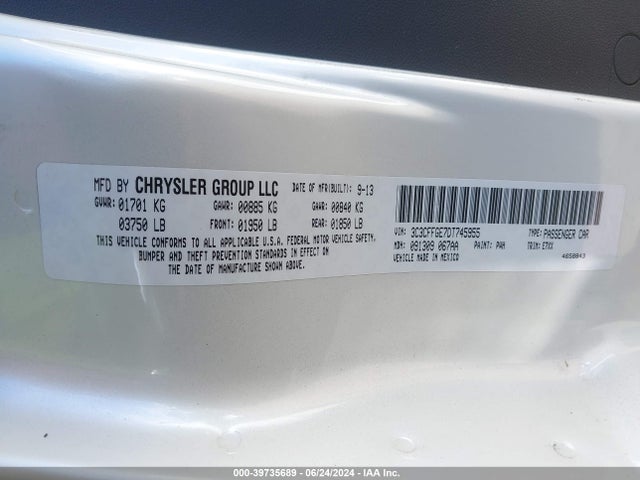 MFD BY CHRYSLER GROUP LLC DATE OF MFR(BUILT): 9-13
GVWR: 01701 KG GAWR: 00885 KG GAWR: 00840 KG
03750 LB FRONT: 01950 LB REAR: 01850 LB
THIS VEHICLE CONFORMS TO ALL APPLICABLE U.S.A. FEDERAL MOTOR VEHICLE SAFETY,
BUMPER AND THEFT PREVENTION STANDARDS IN EFFECT ON
THE DATE OF MANUFACTURE SHOWN ABOVE.
VIN: 3C3CFFGE7DT745955 TYPE: PASSENGER CAR
MDH: 091309 067AA PAINT: PAH TRIM: ETXX
VEHICLE MADE IN MEXICO 4650843
000-39735689 - 06/24/2024 - IAA Inc.